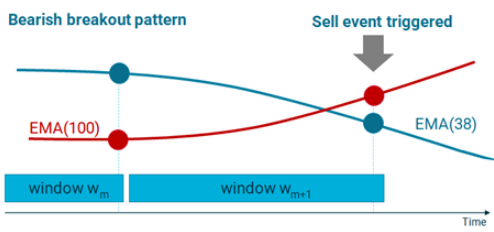 Bearish breakout pattern
Sell event triggered
EMA(100)
EMA(38)
window wm
window wm+1
Time